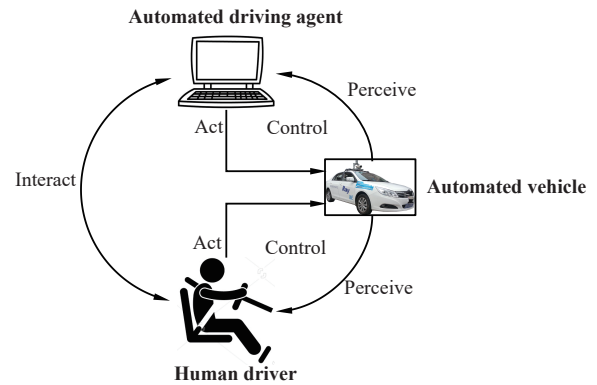 Automated driving agent
Perceive
Act
Control
Interact
Automated vehicle
Act
Control
Perceive
Human driver